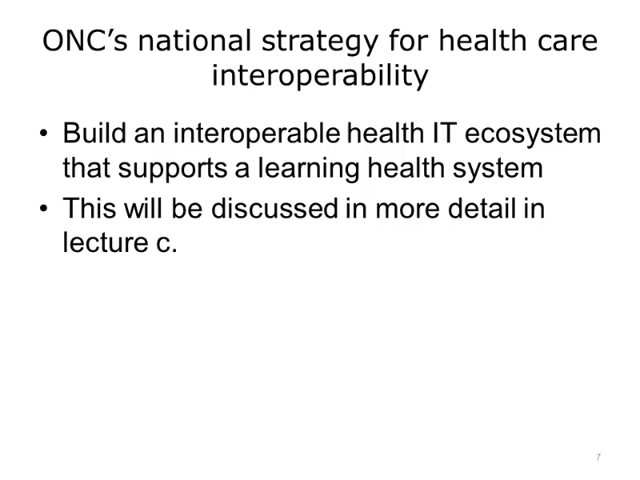 ONC’s national strategy for health care
interoperability
• Build an interoperable health IT ecosystem
that supports a learning health system
• This will be discussed in more detail in
lecture c.
7